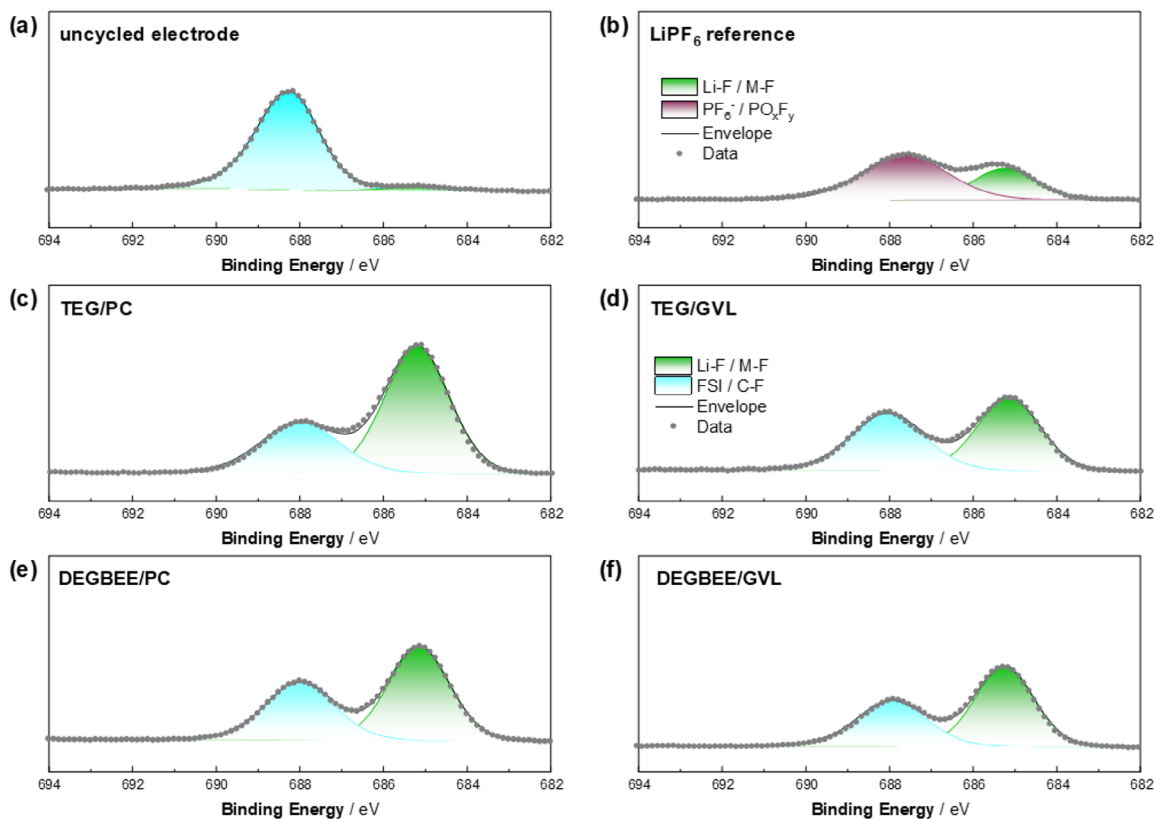 (a)
uncycled electrode
694 692 690 688 686 684 682
Binding Energy / eV
(b)
LiPF₆ reference
Li-F / M-F
PF₆⁻ / POₓFᵧ
Envelope
Data
694 692 690 688 686 684 682
Binding Energy / eV
(c)
TEG/PC
694 692 690 688 686 684 682
Binding Energy / eV
(d)
TEG/GVL
Li-F / M-F
FSI / C-F
Envelope
Data
694 692 690 688 686 684 682
Binding Energy / eV
(e)
DEGBEE/PC
694 692 690 688 686 684 682
Binding Energy / eV
(f)
DEGBEE/GVL
694 692 690 688 686 684 682
Binding Energy / eV